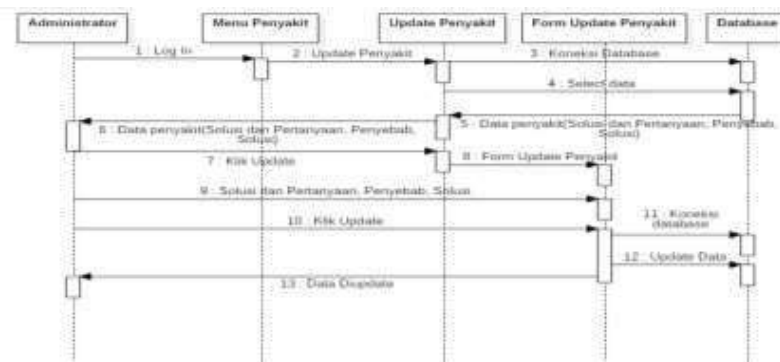 Administrator
Menu Penyakit
Update Penyakit
Form Update Penyakit
Database
1 : Log In
2 : Update Penyakit
3 : Koneksi Database
4 : Select data
5 : Data penyakit(Solusi dan Pertanyaan, Penyebab,
Solusi)
6 : Data penyakit(Solusi dan Pertanyaan, Penyebab,
Solusi)
7 : Klik Update
8 : Form Update Penyakit
9 : Solusi dan Pertanyaan, Penyebab, Solusi
10 : Klik Update
11 : Koneksi
database
12 : Update Data
13 : Data Diupdate